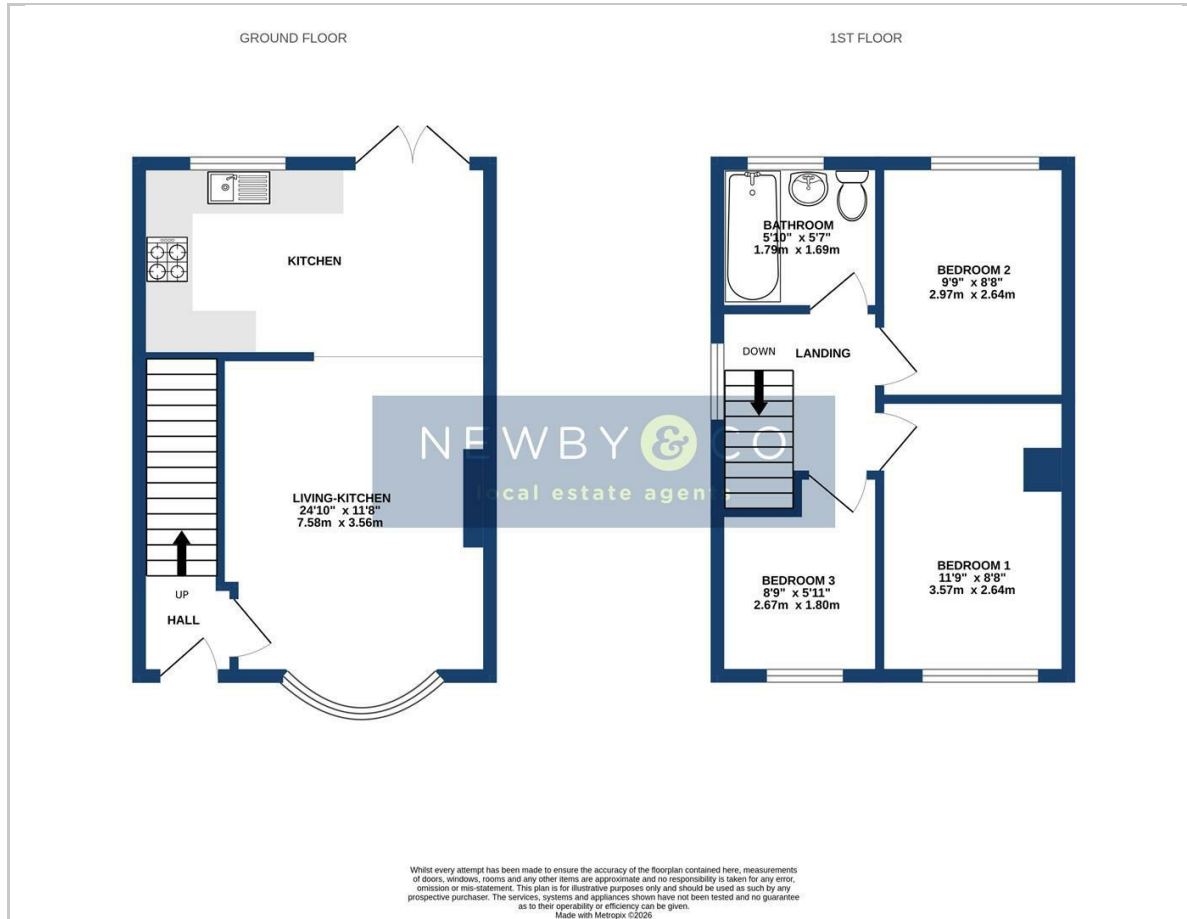 GROUND FLOOR
1ST FLOOR
KITCHEN
LIVING-KITCHEN
24'10" x 11'8"
7.58m x 3.56m
UP
HALL
BATHROOM
5'10" x 5'7"
1.79m x 1.69m
BEDROOM 2
9'9" x 8'8"
2.97m x 2.64m
DOWN
LANDING
BEDROOM 3
8'9" x 5'11"
2.67m x 1.80m
BEDROOM 1
11'9" x 8'8"
3.57m x 2.64m
NEWBY & CO
local estate agents
Whilst every attempt has been made to ensure the accuracy of the floorplan contained here, measurements
of doors, windows, rooms and any other items are approximate and no responsibility is taken for any error,
omission or mis-statement. This plan is for illustrative purposes only and should be used as such by any
prospective purchaser. The services, systems and appliances shown have not been tested and no guarantee
as to their operability or efficiency can be given.
Made with Metropix ©2026